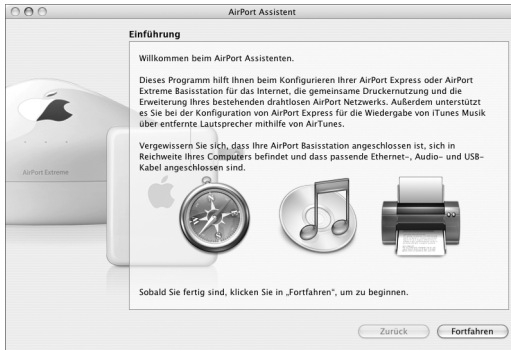 AirPort Assistent
Einführung
Willkommen beim AirPort Assistenten.
Dieses Programm hilft Ihnen beim Konfigurieren Ihrer AirPort Express oder AirPort
Extreme Basisstation für das Internet, die gemeinsame Druckernutzung und die
Erweiterung Ihres bestehenden drahtlosen AirPort Netzwerks. Außerdem unterstützt
es Sie bei der Konfiguration von AirPort Express für die Wiedergabe von iTunes Musik
über entfernte Lautsprecher mithilfe von AirTunes.
Vergewissern Sie sich, dass Ihre AirPort Basisstation angeschlossen ist, sich in
Reichweite Ihres Computers befindet und dass passende Ethernet-, Audio- und USB-
Kabel angeschlossen sind.
AirPort Extreme
Sobald Sie fertig sind, klicken Sie in „Fortfahren“, um zu beginnen.
Zurück
Fortfahren